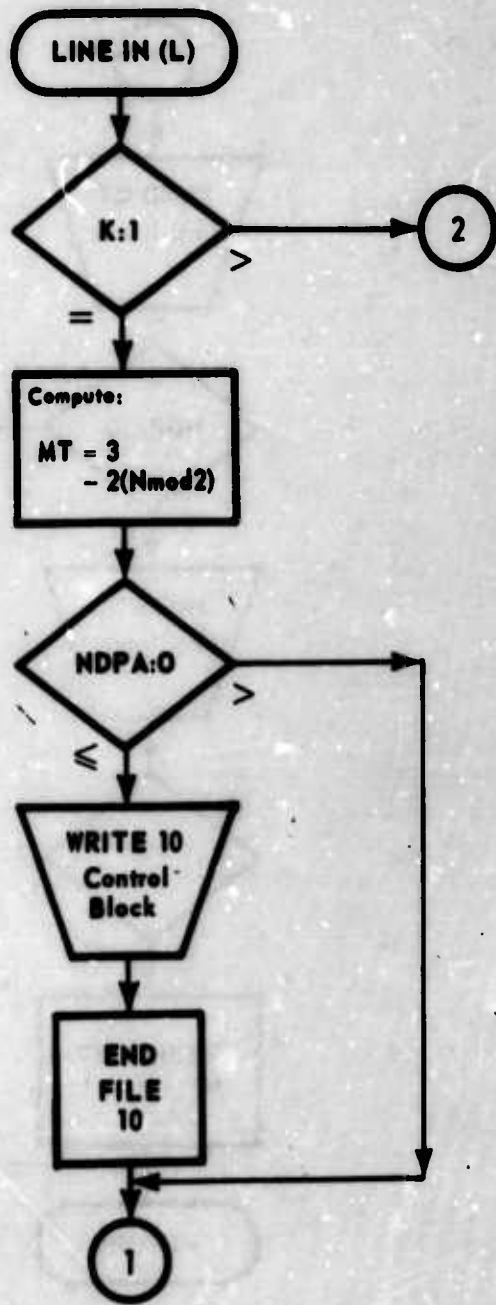 LINE IN (L)
K:1
2
>
=
Compute:
MT = 3
- 2(Nmod2)
NDPA:0
>
≤
WRITE 10
Control
Block
END
FILE
10
1